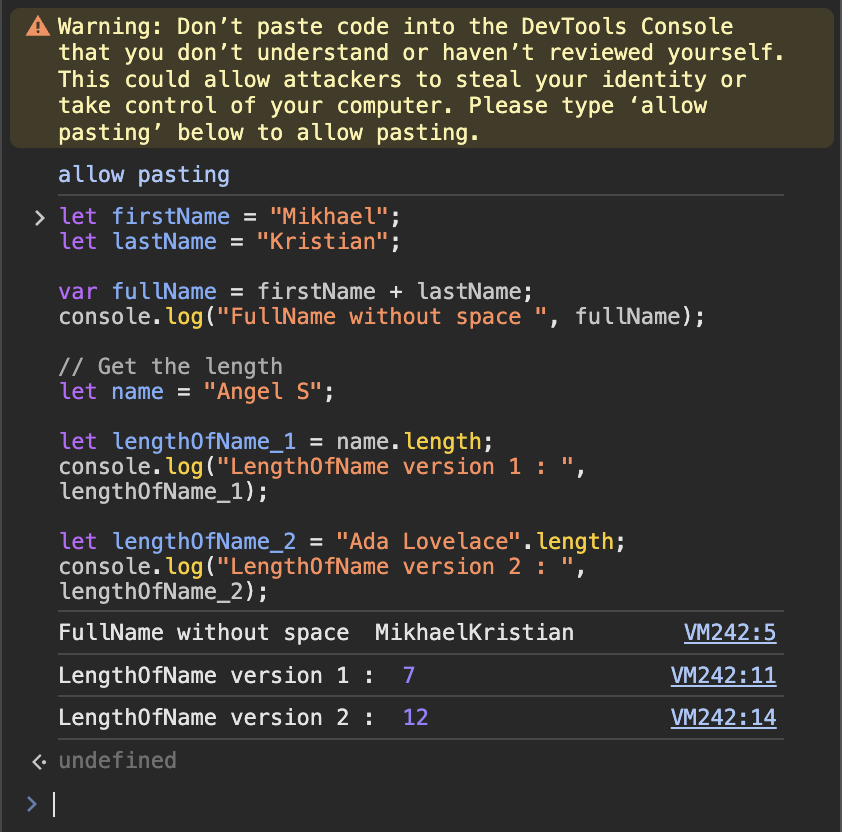 Warning: Don’t paste code into the DevTools Console
that you don’t understand or haven’t reviewed yourself.
This could allow attackers to steal your identity or
take control of your computer. Please type ‘allow
pasting’ below to allow pasting.
allow pasting
let firstName = "Mikhael";
let lastName = "Kristian";
var fullName = firstName + lastName;
console.log("FullName without space ", fullName);
// Get the length
let name = "Angel S";
let lengthOfName_1 = name.length;
console.log("LengthOfName version 1 : ",
lengthOfName_1);
let lengthOfName_2 = "Ada Lovelace".length;
console.log("LengthOfName version 2 : ",
lengthOfName_2);
FullName without space  MikhaelKristian VM242:5
LengthOfName version 1 :  7 VM242:11
LengthOfName version 2 :  12 VM242:14
undefined